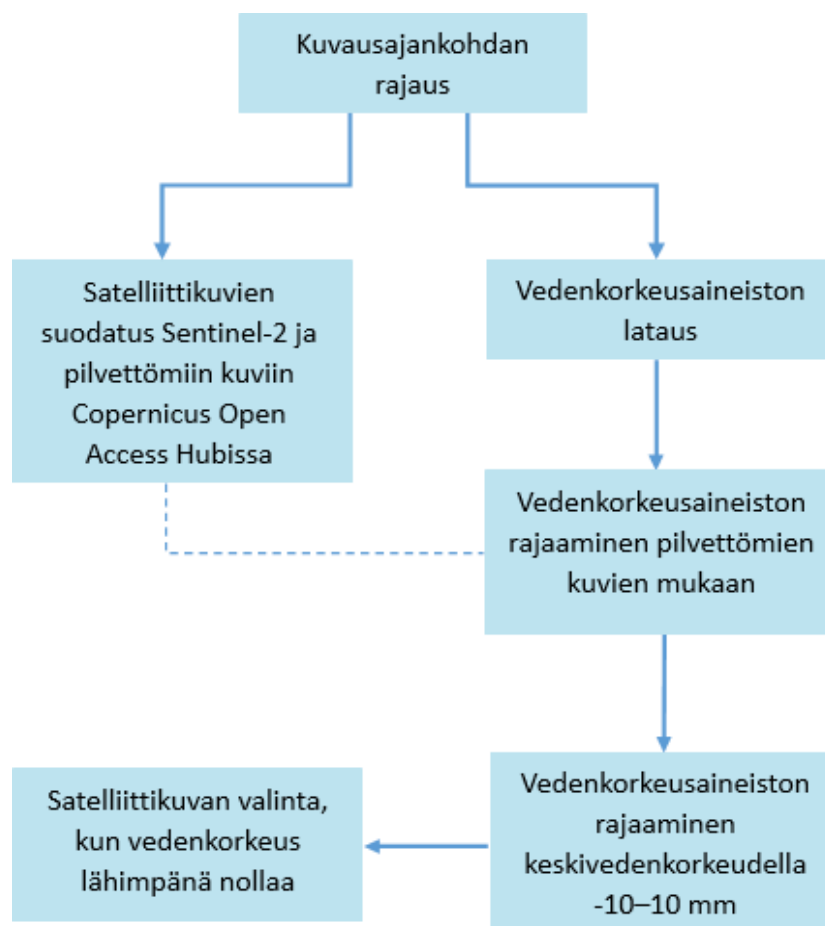 Kuvausajankohdan
rajaus
Satelliittikuvien
suodatus Sentinel-2 ja
pilvettömiin kuviin
Copernicus Open
Access Hubissa
Vedenkorkeusaineiston
lataus
Vedenkorkeusaineiston
rajaaminen pilvettömien
kuvien mukaan
Vedenkorkeusaineiston
rajaaminen
keskivedenkorkeudella
-10–10 mm
Satelliittikuvan valinta,
kun vedenkorkeus
lähimpänä nollaa